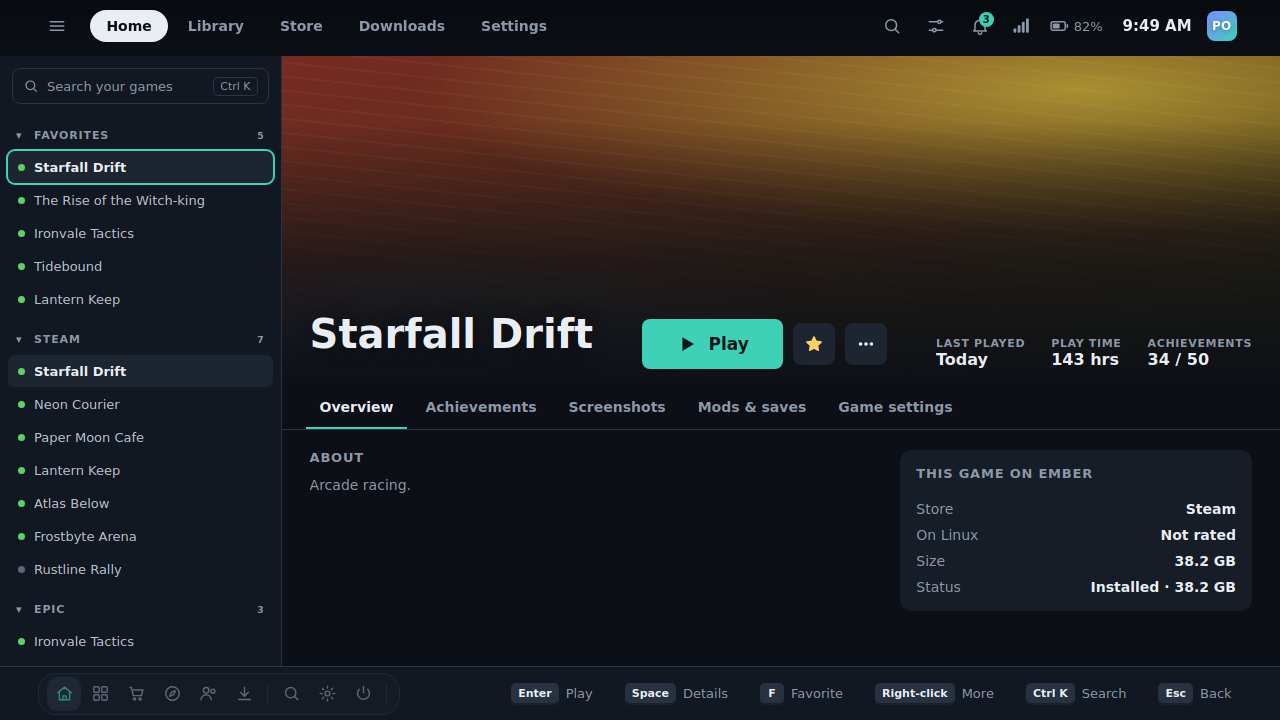 Home
Library
Store
Downloads
Settings
3
82%
9:49 AM
PO
Search your games
Ctrl K
FAVORITES
5
Starfall Drift
The Rise of the Witch-king
Ironvale Tactics
Tidebound
Lantern Keep
STEAM
7
Starfall Drift
Neon Courier
Paper Moon Cafe
Lantern Keep
Atlas Below
Frostbyte Arena
Rustline Rally
EPIC
3
Ironvale Tactics
Starfall Drift
Play
LAST PLAYED
Today
PLAY TIME
143 hrs
ACHIEVEMENTS
34 / 50
Overview
Achievements
Screenshots
Mods & saves
Game settings
ABOUT
Arcade racing.
THIS GAME ON EMBER
Store Steam
On Linux Not rated
Size 38.2 GB
Status Installed · 38.2 GB
Enter Play
Space Details
F Favorite
Right-click More
Ctrl K Search
Esc Back